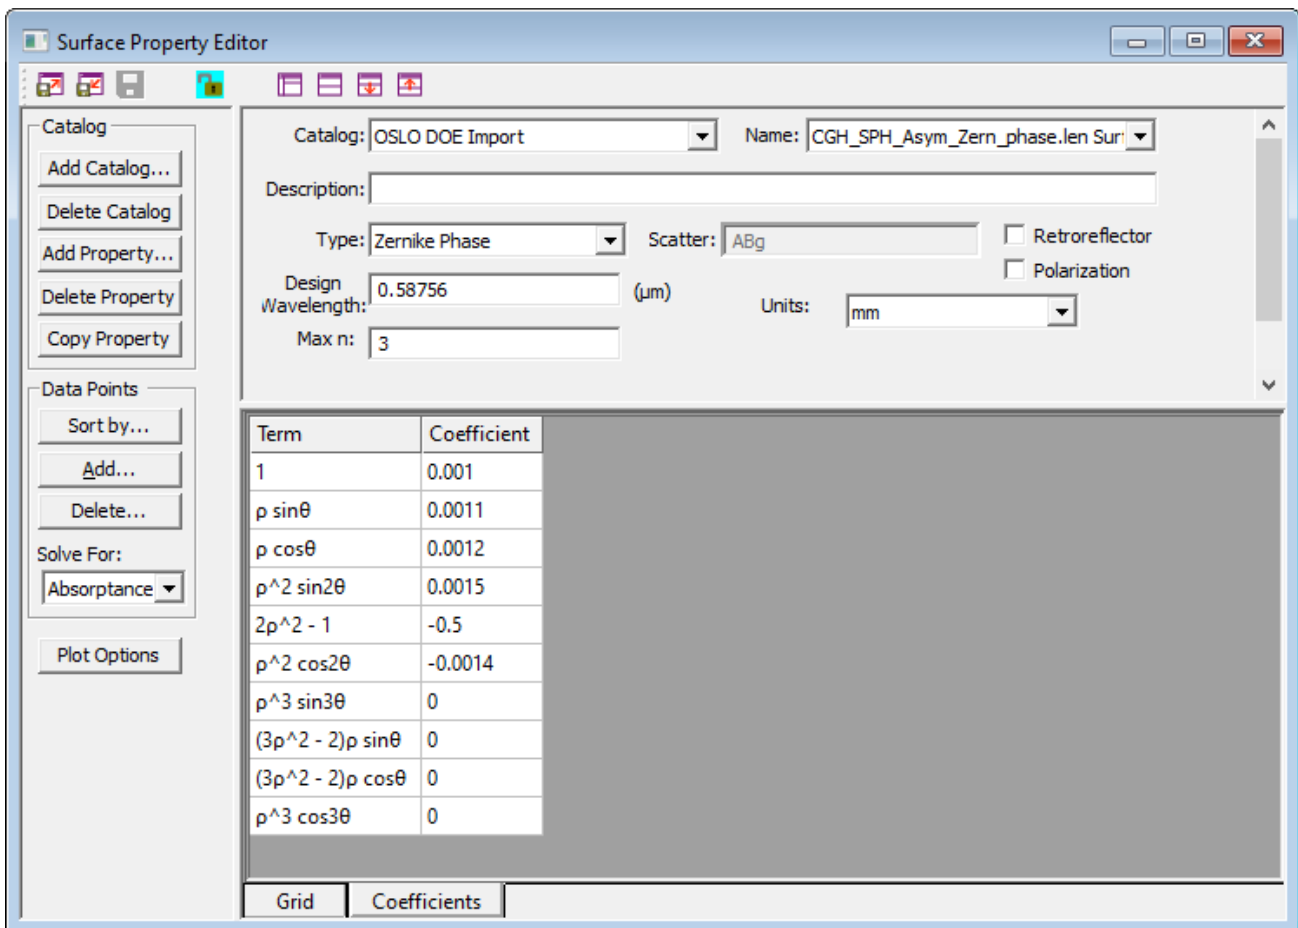 Surface Property Editor
Catalog
Add Catalog...
Delete Catalog
Add Property...
Delete Property
Copy Property
Data Points
Sort by...
Add...
Delete...
Solve For:
Absorptance
Plot Options
Catalog: OSLO DOE Import Name: CGH_SPH_Asym_Zern_phase.len Sur
Description:
Type: Zernike Phase Scatter: ABg Retroreflector
Polarization
Design
Wavelength: 0.58756 (μm) Units: mm
Max n: 3
Term Coefficient
1 0.001
ρ sinθ 0.0011
ρ cosθ 0.0012
ρ^2 sin2θ 0.0015
2ρ^2 - 1 -0.5
ρ^2 cos2θ -0.0014
ρ^3 sin3θ 0
(3ρ^2 - 2)ρ sinθ 0
(3ρ^2 - 2)ρ cosθ 0
ρ^3 cos3θ 0
Grid Coefficients